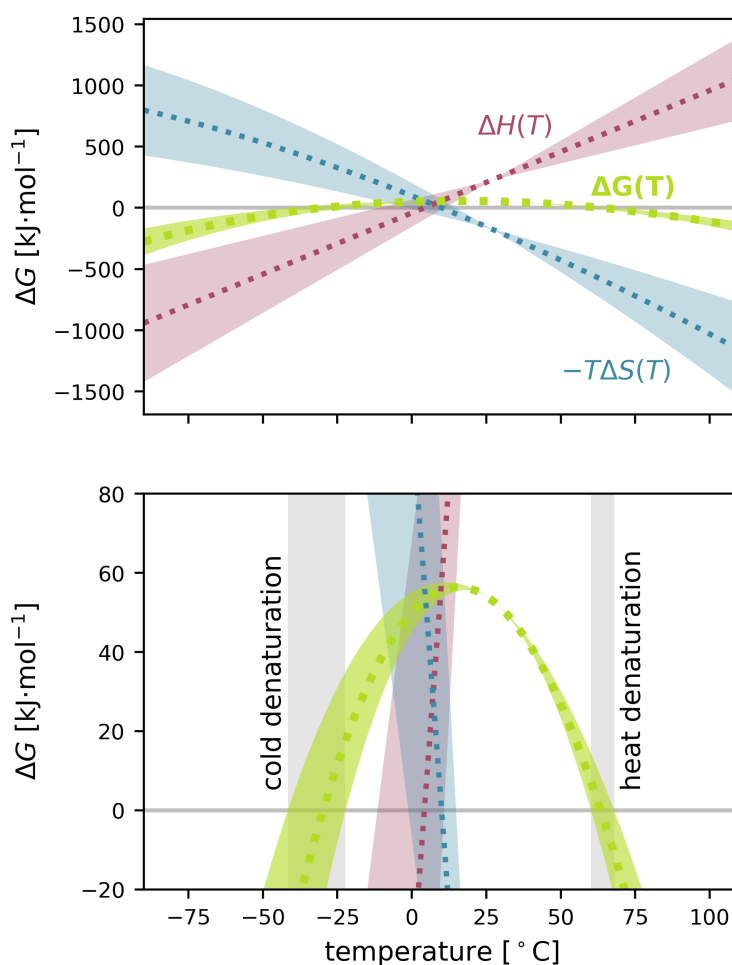 1500
1000
500
0
−500
−1000
−1500
ΔG [kJ·mol⁻¹]
ΔH(T)
ΔG(T)
−TΔS(T)
80
60
40
20
0
−20
ΔG [kJ·mol⁻¹]
cold denaturation
heat denaturation
−75 −50 −25 0 25 50 75 100
temperature [°C]